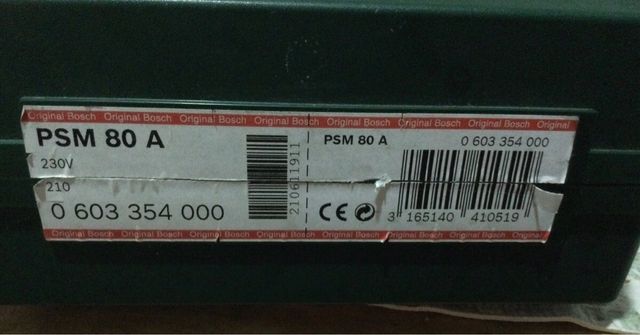 Original Bosch Original Bosch Original Bosch Original Bosch Original Bosch Original Bosch Original Bosch Original
PSM 80 A
230V
210
0 603 354 000
210611911
PSM 80 A 0 603 354 000
CE
3 165140 410519
Original Bosch Original Bosch Original Bosch Original Bosch Original Bosch Original Bosch Original Bosch Original